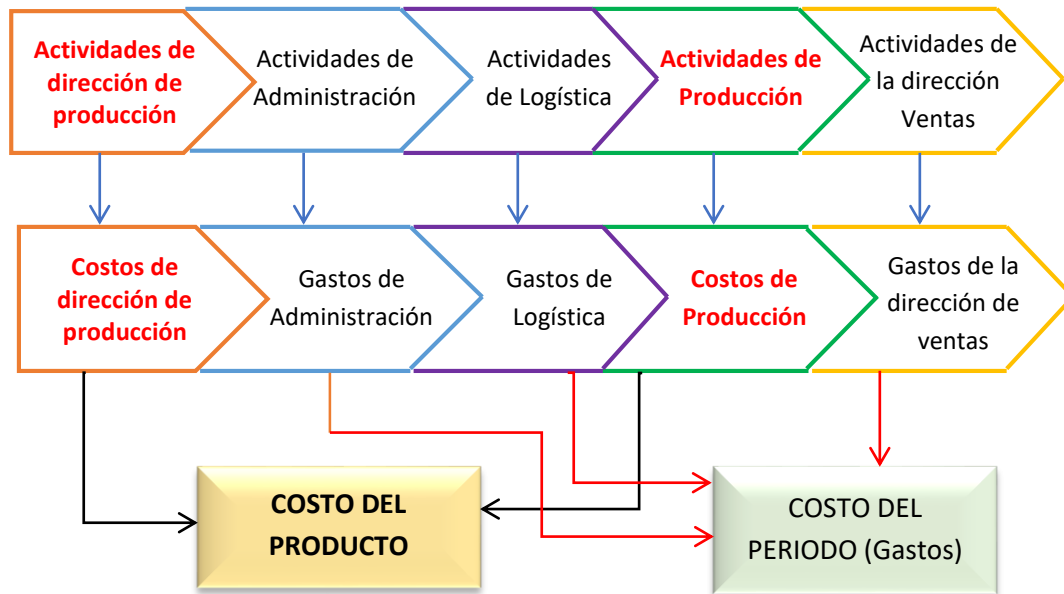 Actividades de
dirección de
producción
Actividades de
Administración
Actividades
de Logística
Actividades de
Producción
Actividades de
la dirección
Ventas
Costos de
dirección de
producción
Gastos de
Administración
Gastos de
Logística
Costos de
Producción
Gastos de la
dirección de
ventas
COSTO DEL
PRODUCTO
COSTO DEL
PERIODO (Gastos)